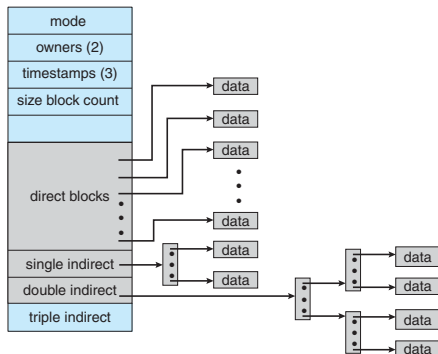 mode
owners (2)
timestamps (3)
size block count
data
data
data
direct blocks
data
data
single indirect
data
double indirect
triple indirect
data
data
data
data